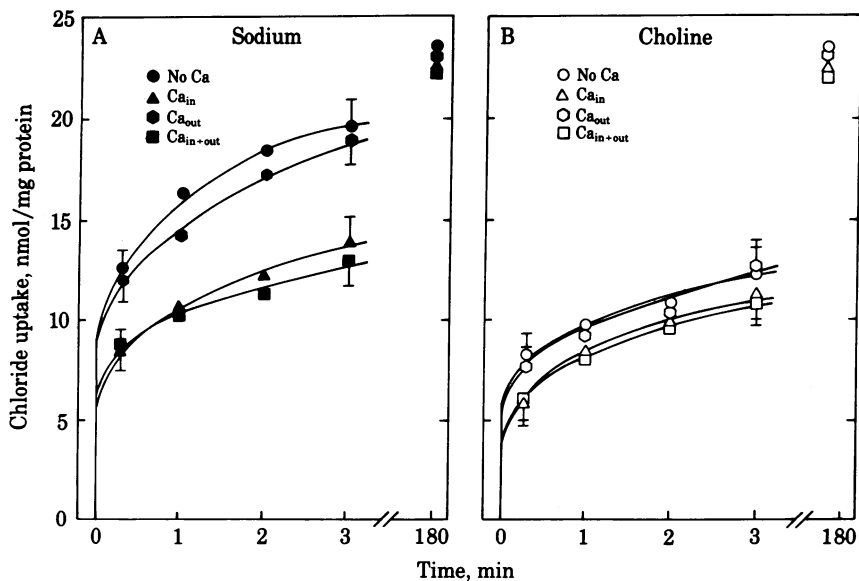 A
Sodium
No Ca
Ca_in
Ca_out
Ca_in+out
B
Choline
No Ca
Ca_in
Ca_out
Ca_in+out
Chloride uptake, nmol/mg protein
25
20
15
10
5
0
0 1 2 3 180
0 1 2 3 180
Time, min